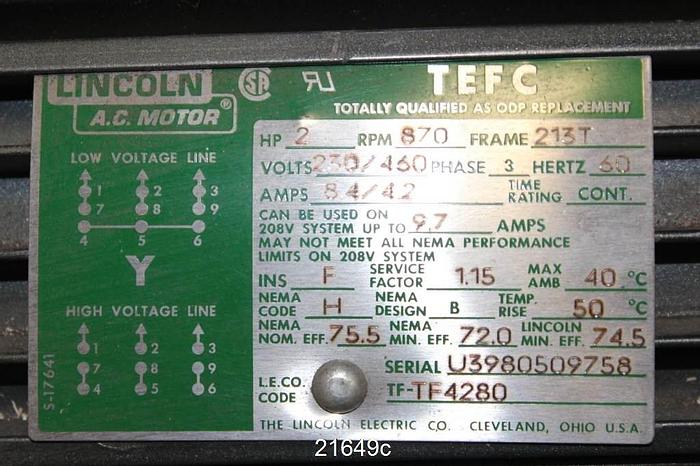 LINCOLN
A.C. MOTOR®
SA
TEFC
TOTALLY QUALIFIED AS ODP REPLACEMENT
LOW VOLTAGE LINE
1 2 3
7 8 9
4 5 6
Y
HIGH VOLTAGE LINE
1 2 3
7 8 9
4 5 6
S-17641
HP 2 RPM 870 FRAME 213T
VOLTS 230/460 PHASE 3 HERTZ 60
AMPS 8.4/4.2 TIME RATING CONT.
CAN BE USED ON
208V SYSTEM UP TO 9.7 AMPS
MAY NOT MEET ALL NEMA PERFORMANCE
LIMITS ON 208V SYSTEM
INS F SERVICE FACTOR 1.15 MAX AMB 40 °C
NEMA CODE H NEMA DESIGN B TEMP. RISE 50 °C
NEMA NOM. EFF. 75.5 NEMA MIN. EFF. 72.0 LINCOLN MIN. EFF. 74.5
SERIAL U3980509758
L.E.CO. CODE TF-TF4280
THE LINCOLN ELECTRIC CO. CLEVELAND, OHIO U.S.A.
21649c